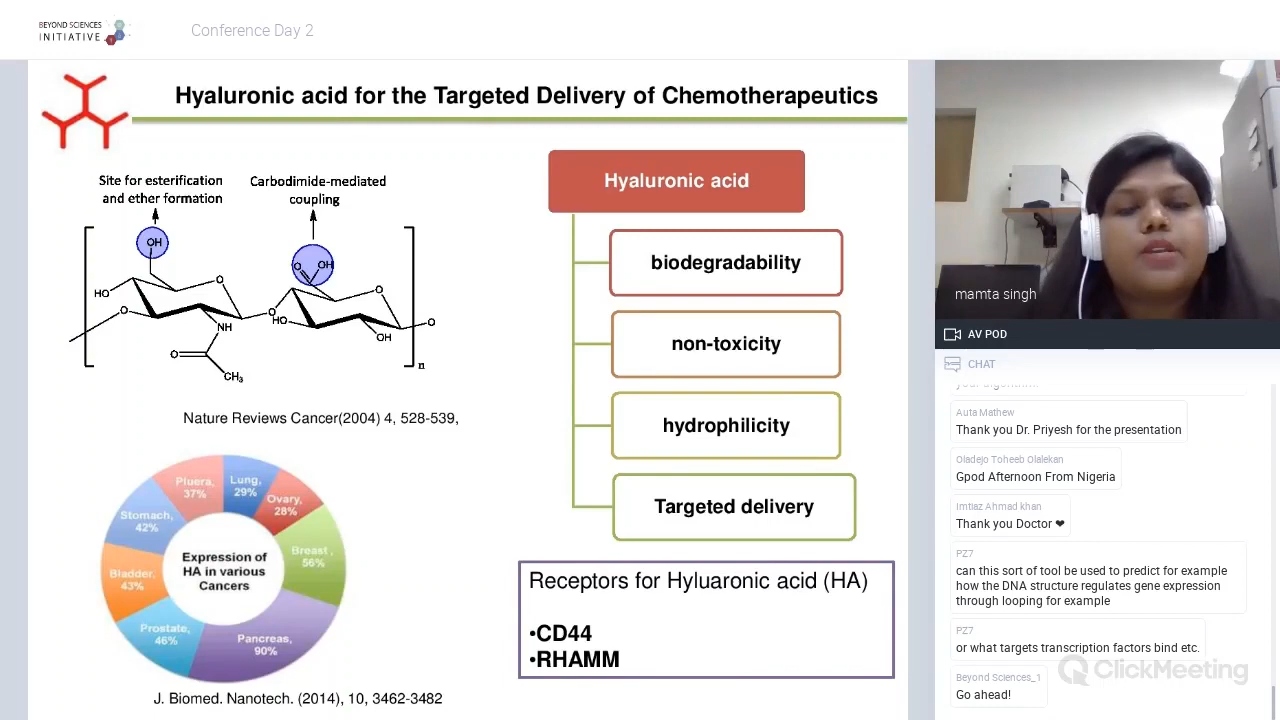 BEYOND SCIENCES
INITIATIVE
Conference Day 2
Hyaluronic acid for the Targeted Delivery of Chemotherapeutics
Site for esterification
and ether formation
Carbodimide-mediated
coupling
OH
O
OH
HO
O
O
NH
O
CH3
O
HO
O
OH
O
n
Nature Reviews Cancer(2004) 4, 528-539,
Hyaluronic acid
biodegradability
non-toxicity
hydrophilicity
Targeted delivery
Expression of
HA in various
Cancers
Lung,
29%
Ovary,
28%
Breast ,
56%
Pancreas,
90%
Prostate,
46%
Bladder,
43%
Stomach,
42%
Pluera,
37%
J. Biomed. Nanotech. (2014), 10, 3462-3482
Receptors for Hyluaronic acid (HA)
•CD44
•RHAMM
mamta singh
AV POD
CHAT
Auta Mathew
Thank you Dr. Priyesh for the presentation
Oladejo Toheeb Olalekan
Gpod Afternoon From Nigeria
Imtiaz Ahmad khan
Thank you Doctor ❤
PZ7
can this sort of tool be used to predict for example
how the DNA structure regulates gene expression
through looping for example
PZ7
or what targets transcription factors bind etc.
ClickMeeting
Beyond Sciences_1
Go ahead!